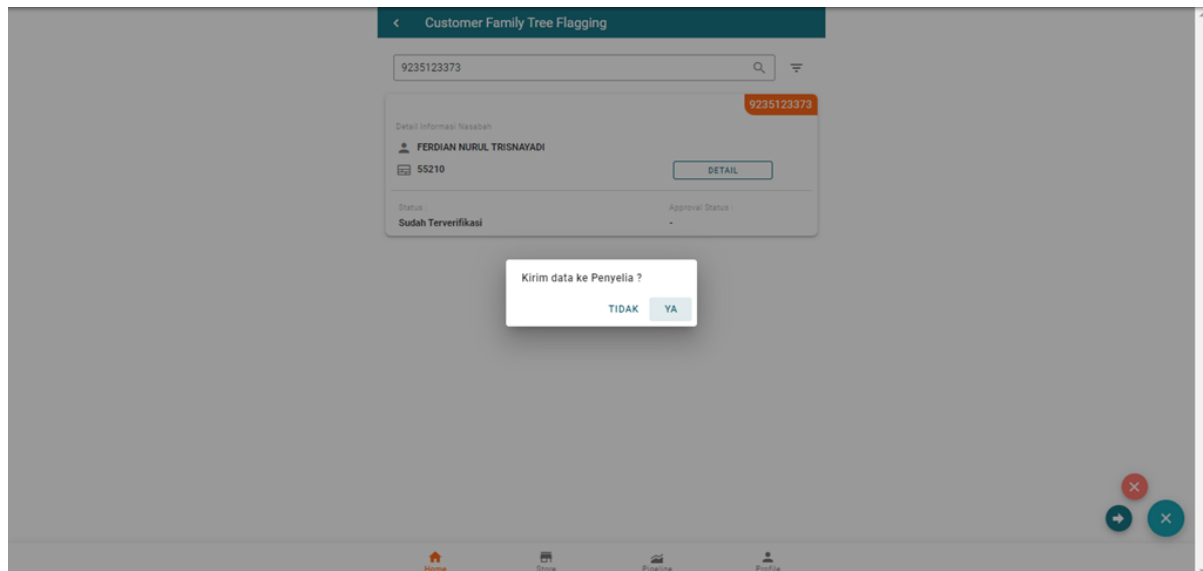 Customer Family Tree Flagging
9235123373
9235123373
Detail Informasi Nasabah
FERDIAN NURUL TRISNAYADI
55210
DETAIL
Status :
Approval Status :
Sudah Terverifikasi
-
Kirim data ke Penyelia ?
TIDAK
YA
Home
Store
Pipeline
Profile